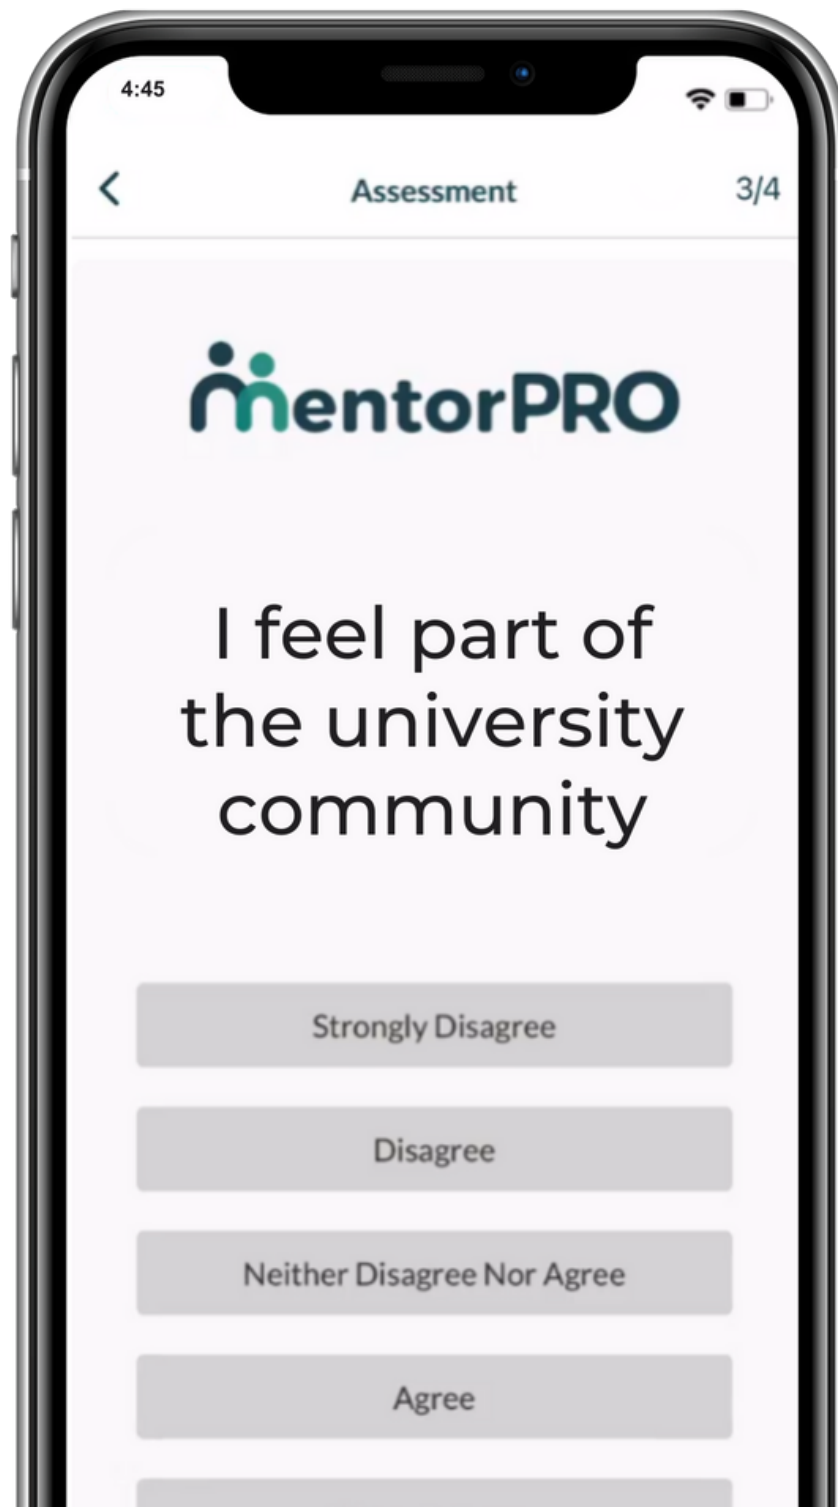 4:45
Assessment
3/4
mentorPRO
I feel part of
the university
community
Strongly Disagree
Disagree
Neither Disagree Nor Agree
Agree